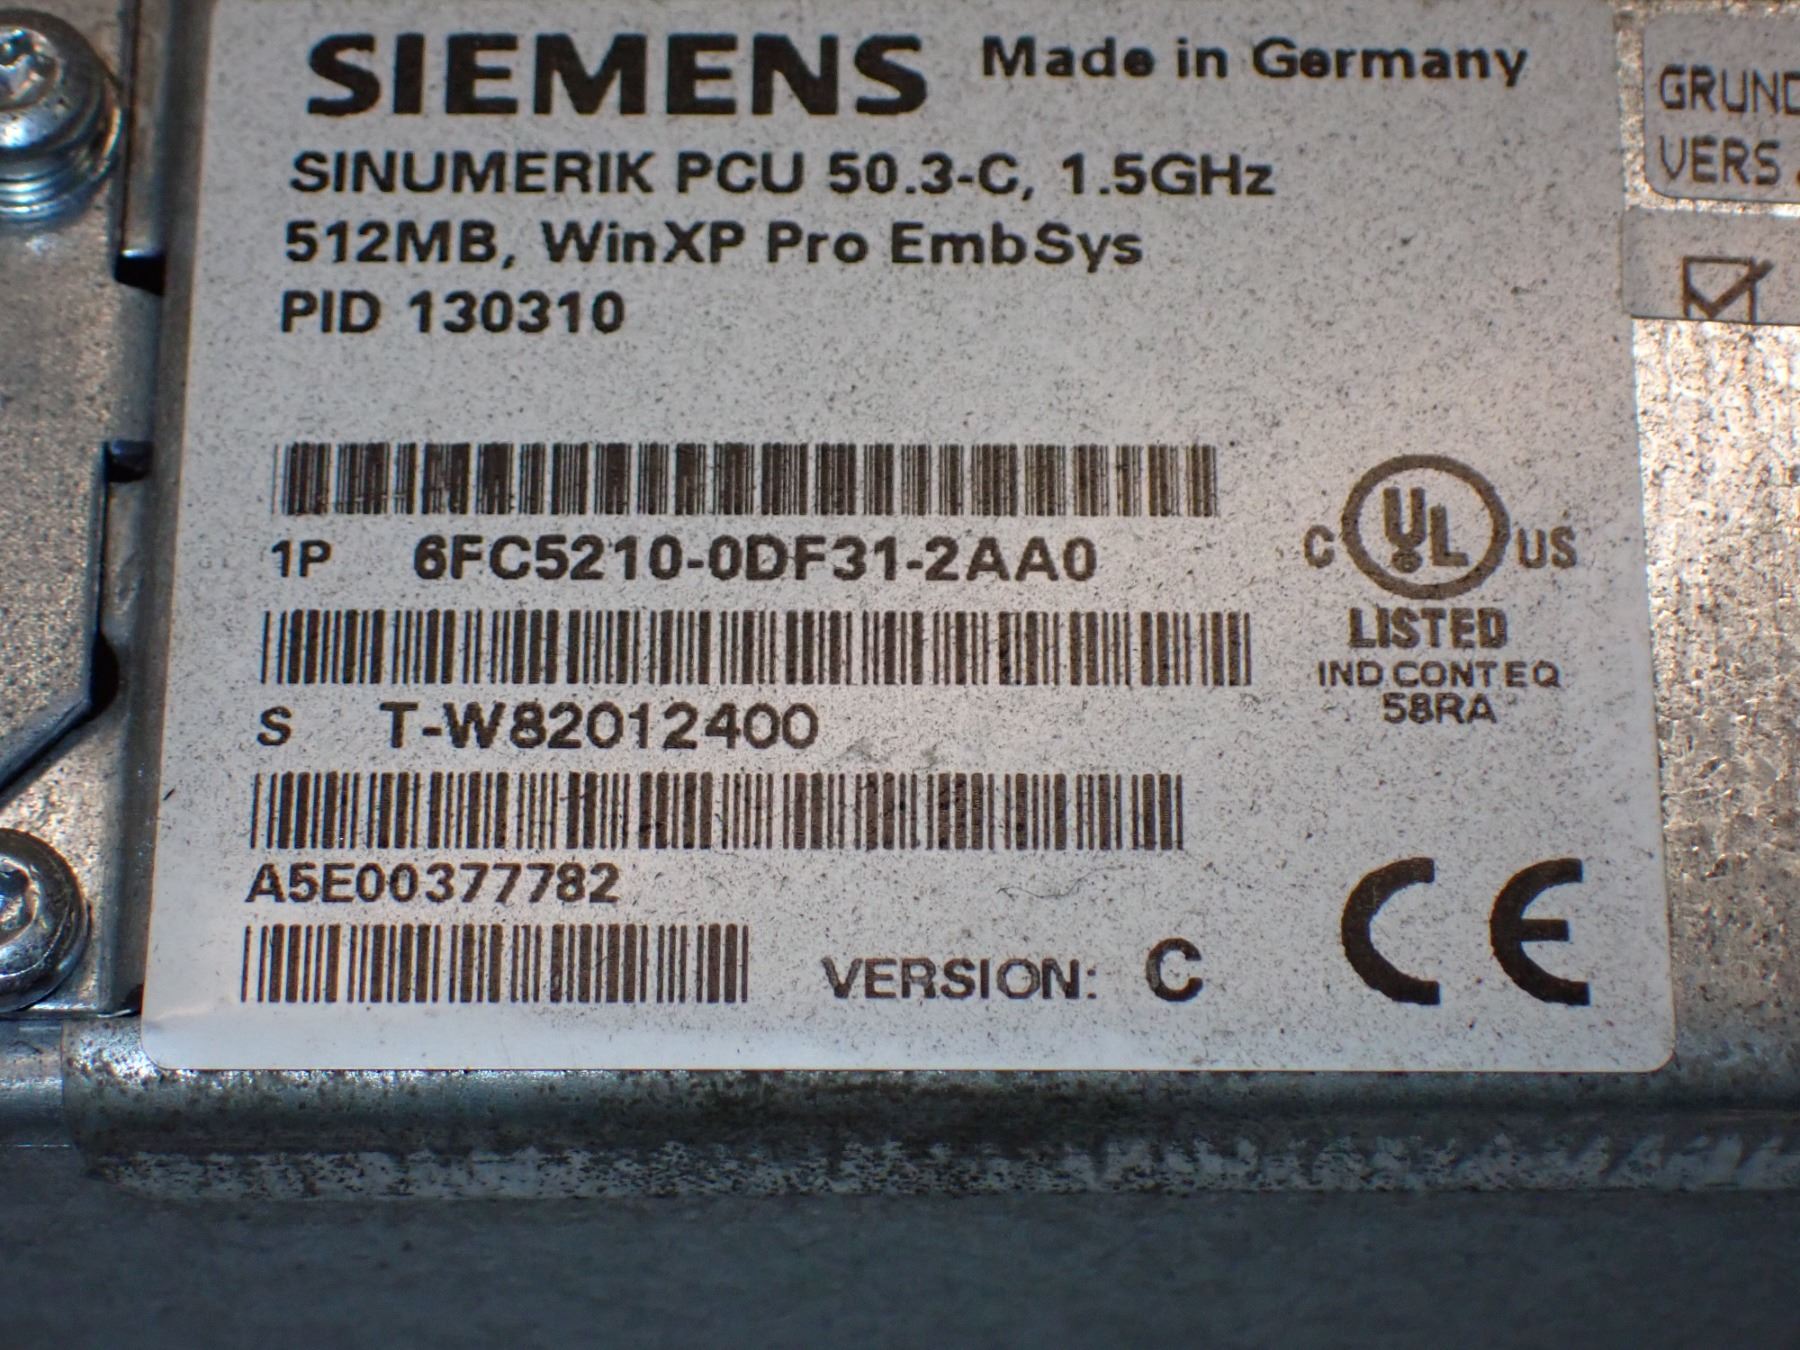 SIEMENS Made in Germany
SINUMERIK PCU 50.3-C, 1.5GHz
512MB, WinXP Pro EmbSys
PID 130310
1P 6FC5210-0DF31-2AA0
S T-W82012400
A5E00377782
VERSION: C
C UL US
LISTED
IND CONT EQ
58RA
CE
GRUND
VERS